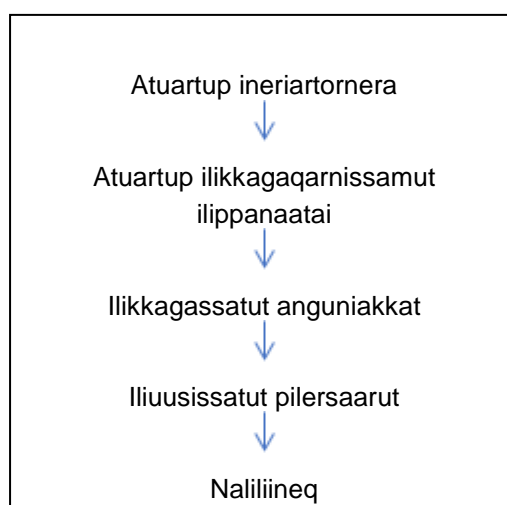 Atuartup ineriartornera
Atuartup ilikkagaqarnissamut
ilippanaatai
Ilikkagassatut anguniakkat
Iliuusissatut pilersaarut
Naliliineq